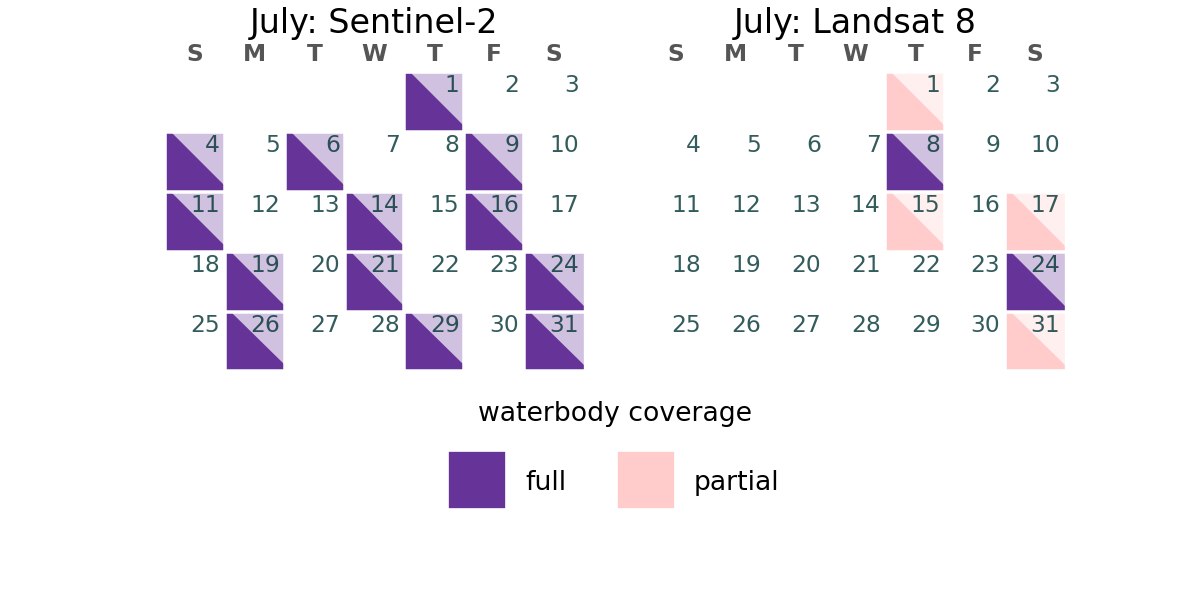 July: Sentinel-2
S M T W T F S
1 2 3
4 5 6 7 8 9 10
11 12 13 14 15 16 17
18 19 20 21 22 23 24
25 26 27 28 29 30 31
July: Landsat 8
S M T W T F S
1 2 3
4 5 6 7 8 9 10
11 12 13 14 15 16 17
18 19 20 21 22 23 24
25 26 27 28 29 30 31
waterbody coverage
full partial